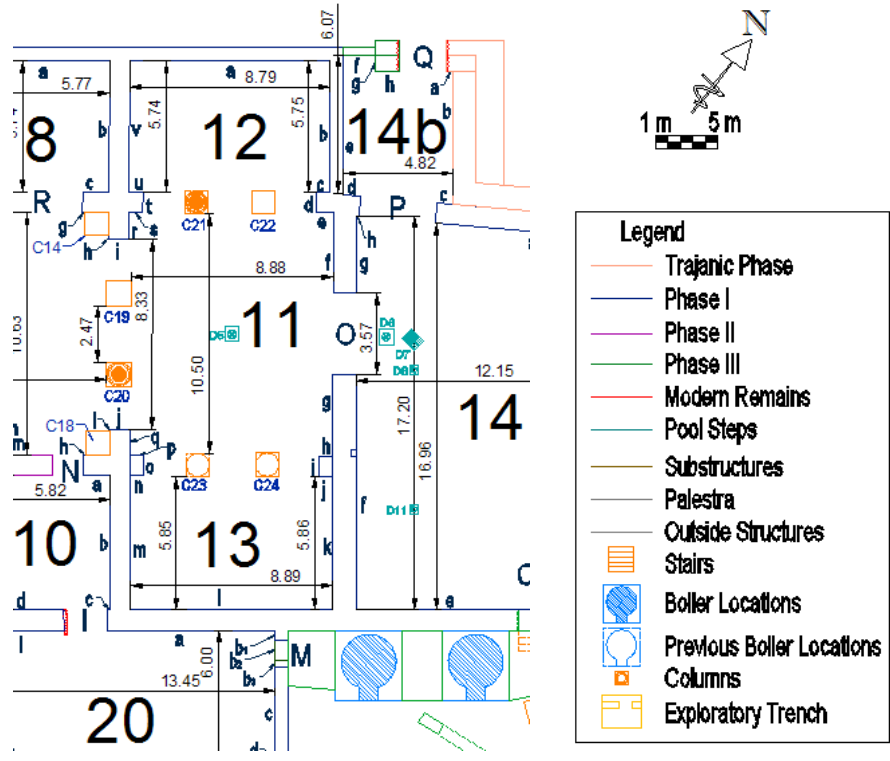 6.07
N
f
Q
g
h
a
b
a
5.77
a
8.79
5.74
5.75
b
v
b
e
8
12
14b
1 m 5 m
4.82
R
c
u
c
d
g
t
d
P
c
C21
C22
e
h
r
s
C14
h
i
f
g
8.88
8.33
C19
10.63
2.47
D5
11
O
3.57
D7
12.15
C20
10.50
17.20
16.96
14
C18
i
j
g
m
h
q
p
N
o
h
i
a
n
C23
C24
j
5.82
f
D11
10
b
m
5.85
13
5.86
k
8.89
d
c
l
e
a
b1
b2
M
b3
6.00
13.45
c
20
Legend
Trajanic Phase
Phase I
Phase II
Phase III
Modern Remains
Pool Steps
Substructures
Palestra
Outside Structures
Stairs
Boller Locations
Previous Boller Locations
Columns
Exploratory Trench